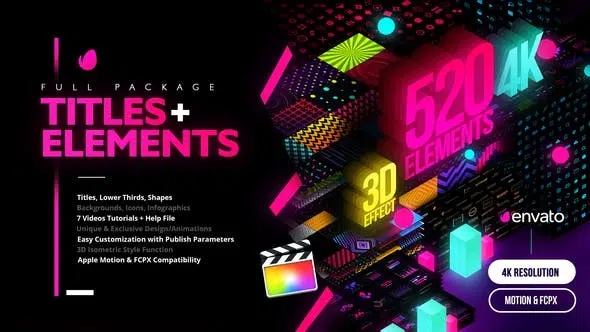 FULL PACKAGE
TITLES+
ELEMENTS
Titles, Lower Thirds, Shapes
Backgrounds, Icons, Infographics
7 Videos Tutorials + Help File
Unique & Exclusive Design/Animations
Easy Customization with Publish Parameters
3D Isometric Style Function
Apple Motion & FCPX Compatibility
520
ELEMENTS
4K
3D
EFFECT
envato
4K RESOLUTION
MOTION & FCPX